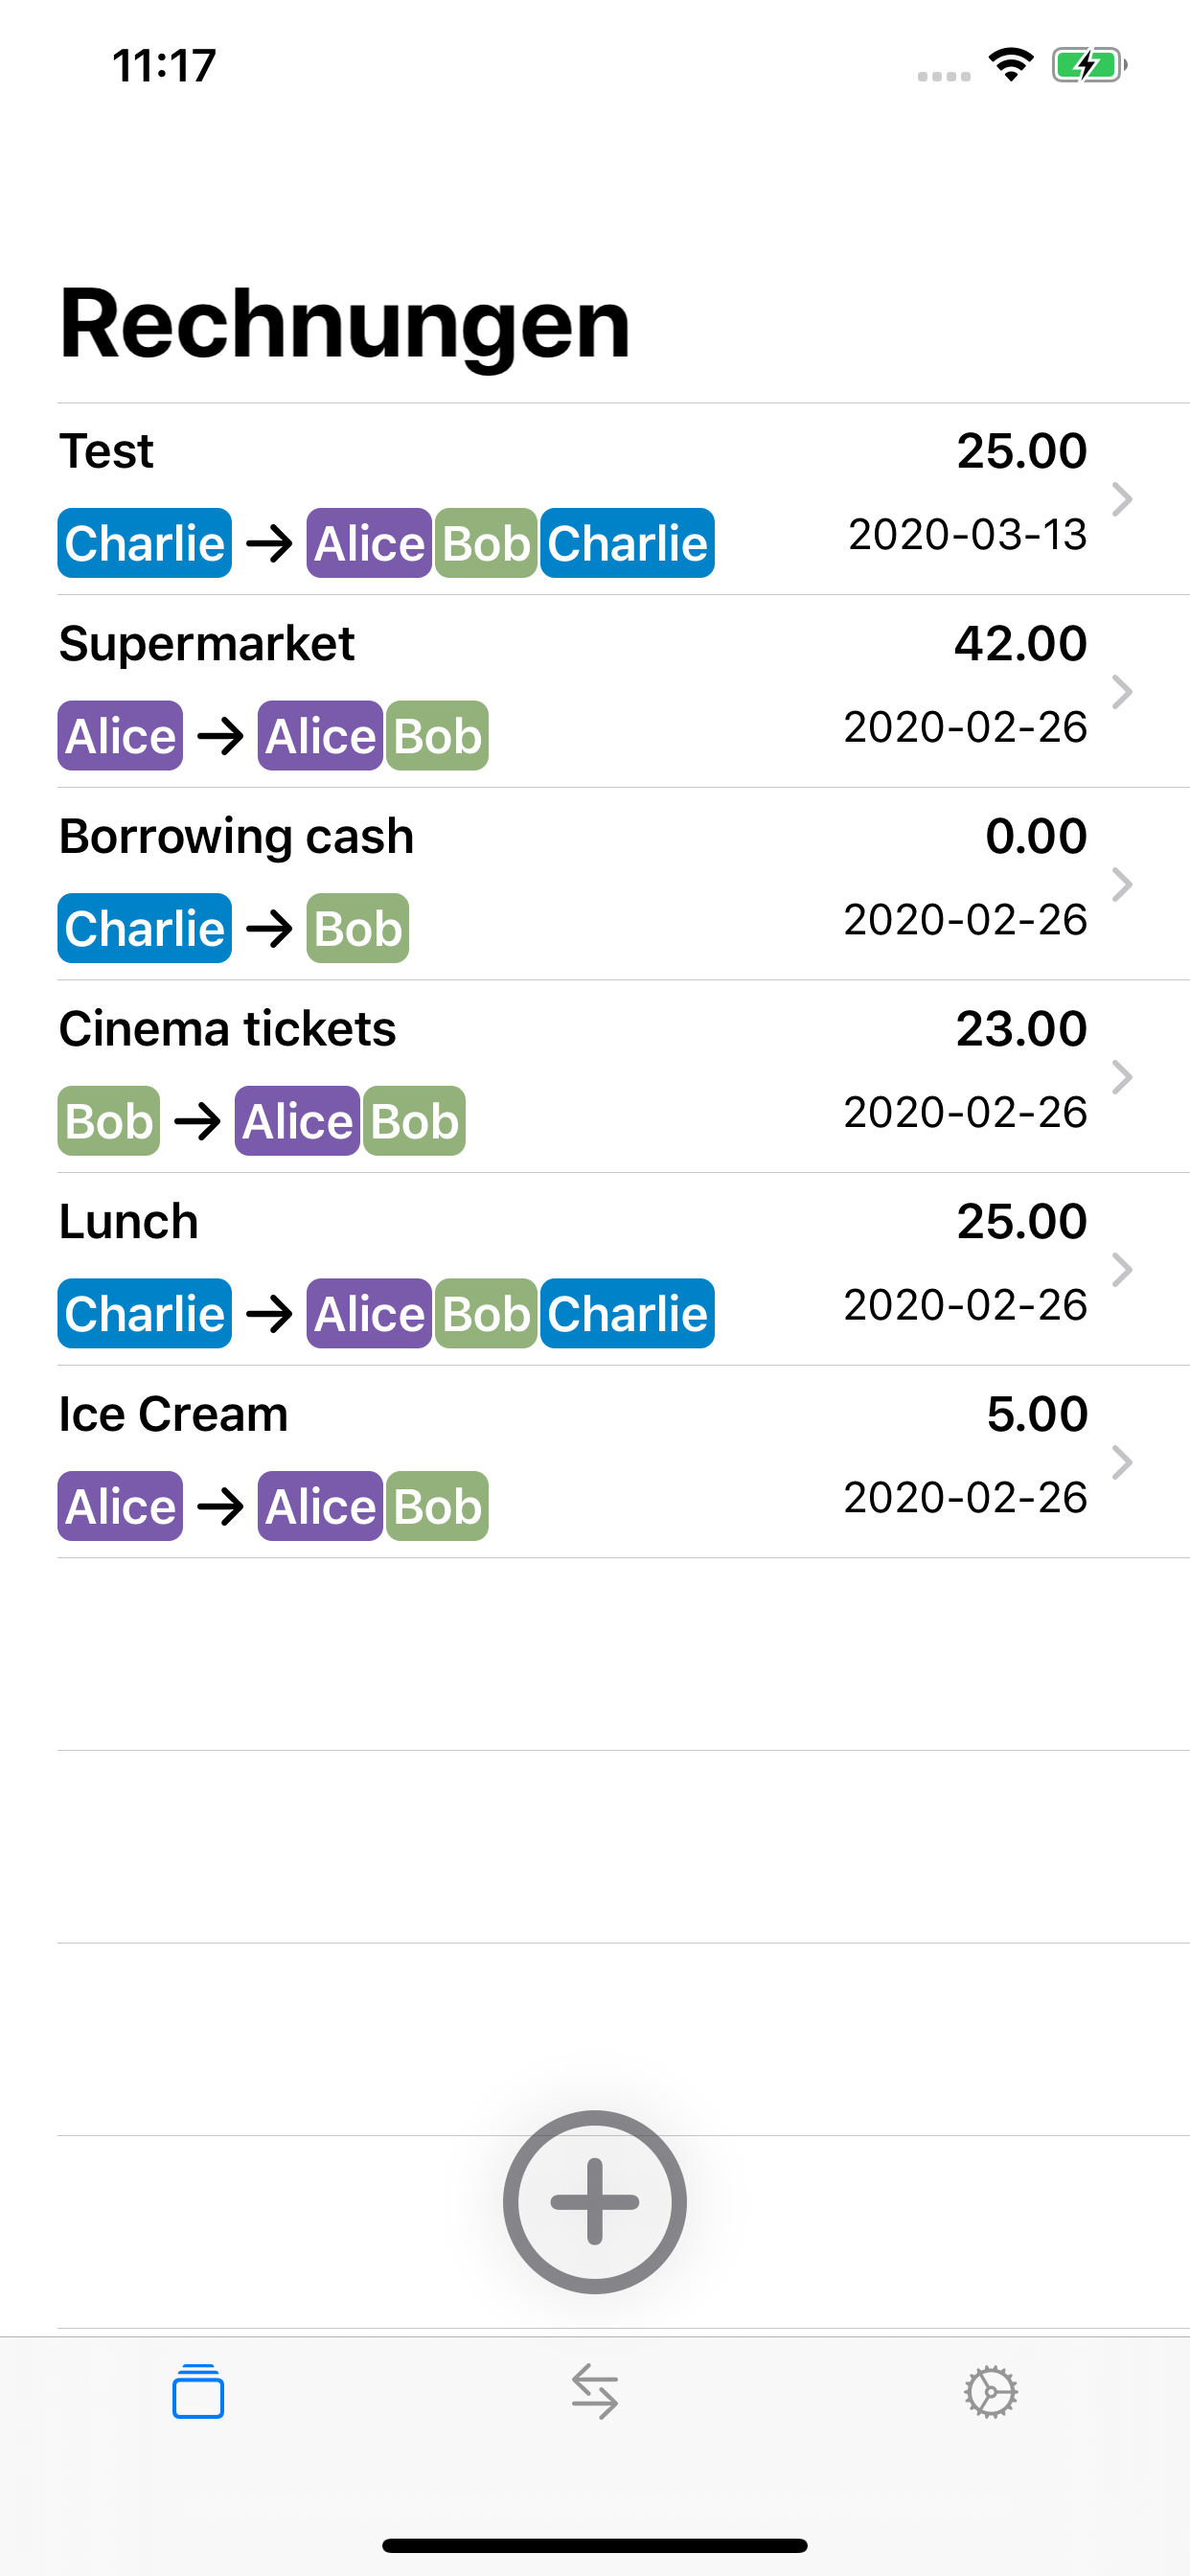 11:17
Rechnungen
Test 25.00
Charlie → Alice Bob Charlie 2020-03-13
Supermarket 42.00
Alice → Alice Bob 2020-02-26
Borrowing cash 0.00
Charlie → Bob 2020-02-26
Cinema tickets 23.00
Bob → Alice Bob 2020-02-26
Lunch 25.00
Charlie → Alice Bob Charlie 2020-02-26
Ice Cream 5.00
Alice → Alice Bob 2020-02-26